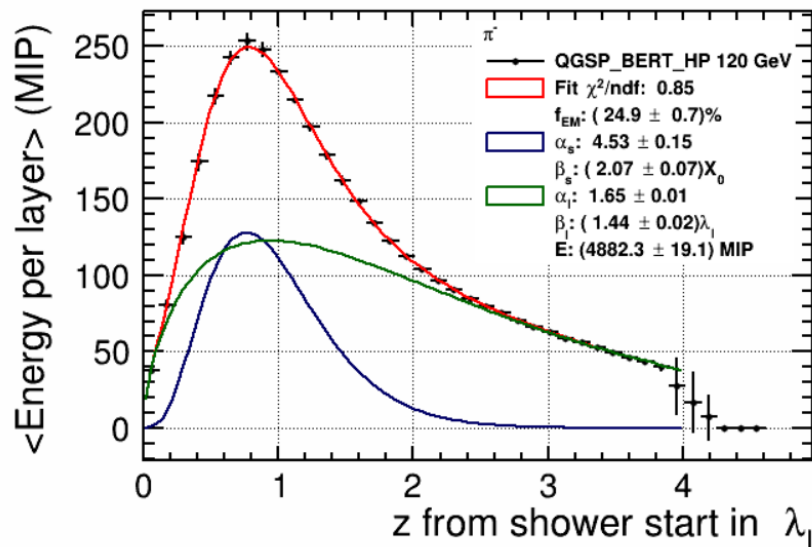 π⁻
QGSP_BERT_HP 120 GeV
Fit χ²/ndf: 0.85
f_EM: ( 24.9 ± 0.7)%
α_s: 4.53 ± 0.15
β_s: ( 2.07 ± 0.07)X_0
α_l: 1.65 ± 0.01
β_l: ( 1.44 ± 0.02)λ_l
E: (4882.3 ± 19.1) MIP
<Energy per layer> (MIP)
250
200
150
100
50
0
0 1 2 3 4
z from shower start in λ_I